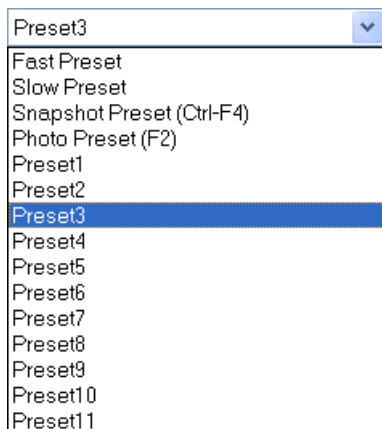 Preset3
Fast Preset
Slow Preset
Snapshot Preset (Ctrl-F4)
Photo Preset (F2)
Preset1
Preset2
Preset3
Preset4
Preset5
Preset6
Preset7
Preset8
Preset9
Preset10
Preset11